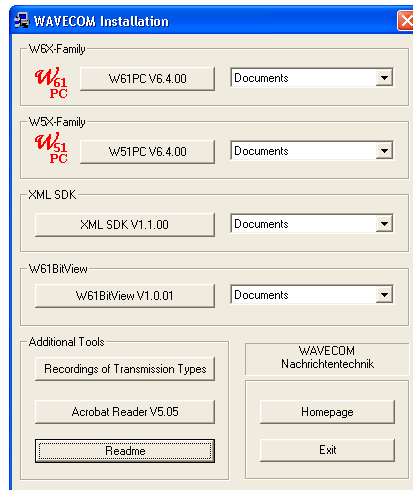 WAVECOM Installation
W6X-Family
W61
PC
W61PC V6.4.00
Documents
W5X-Family
W51
PC
W51PC V6.4.00
Documents
XML SDK
XML SDK V1.1.00
Documents
W61BitView
W61BitView V1.0.01
Documents
Additional Tools
Recordings of Transmission Types
Acrobat Reader V5.05
Readme
WAVECOM
Nachrichtentechnik
Homepage
Exit